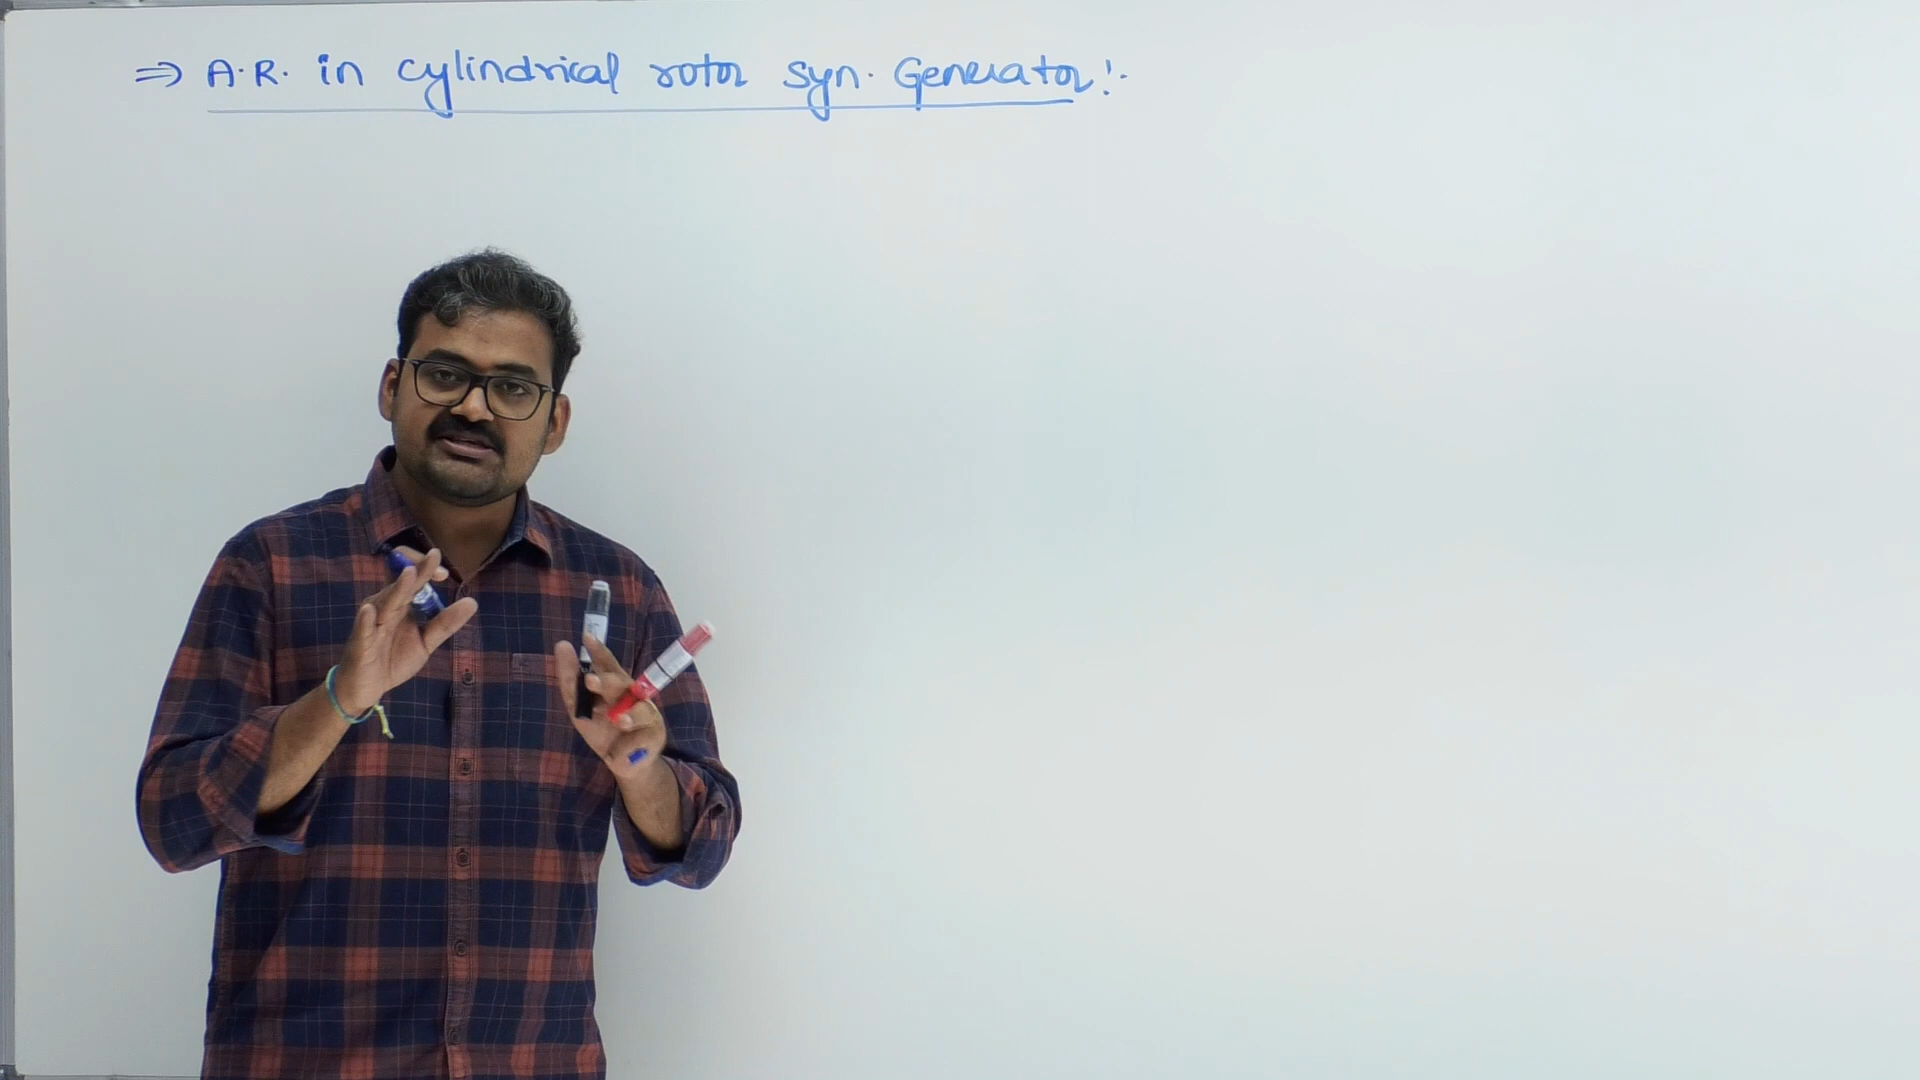 ⇒ A.R. in cylindrical rotor syn. Generator:-